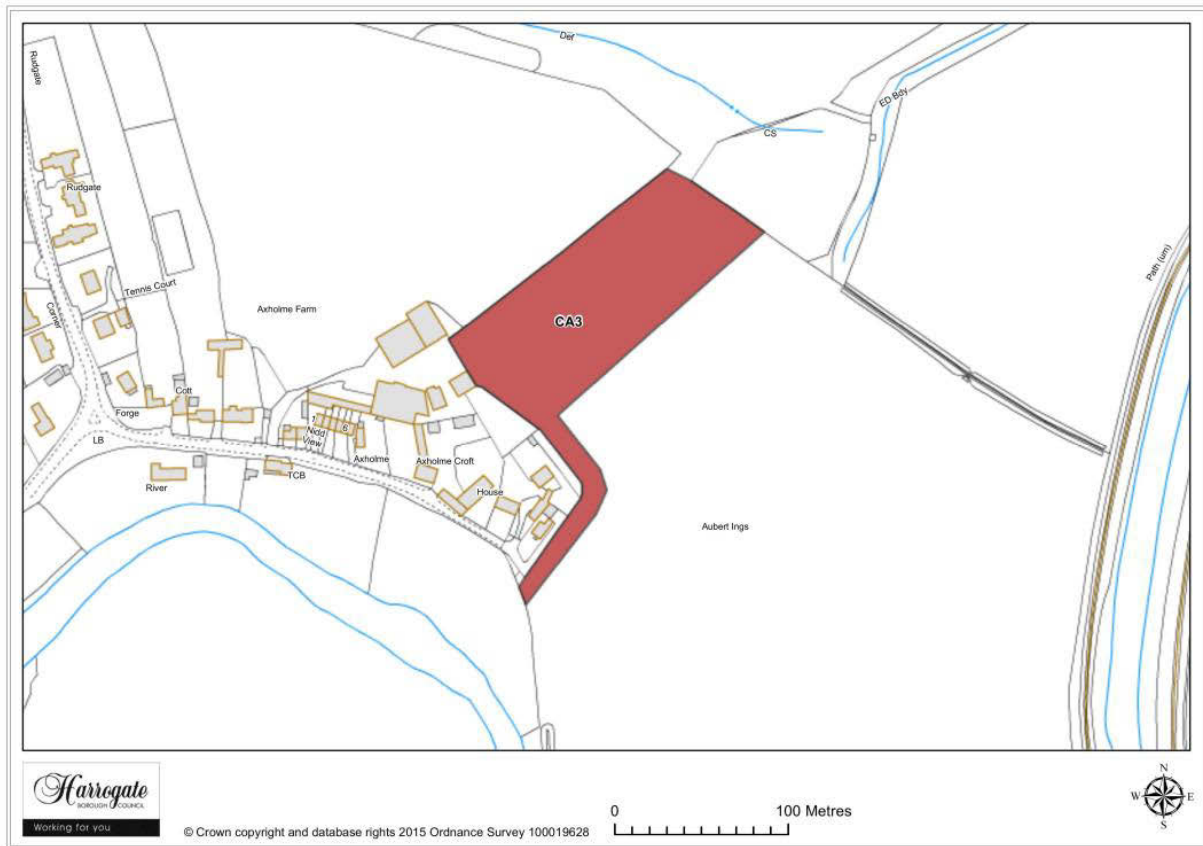 Def
Rudgate
ED Bdy
CS
Rudgate
Path (um)
Tennis Court
Axholme Farm
Corner
CA3
Cott
Forge
1
6
Nidd
View
LB
Axholme
Axholme Croft
TCB
River
House
Aubert Ings
Harrogate
BOROUGH COUNCIL
Working for you
© Crown copyright and database rights 2015 Ordnance Survey 100019628
0 100 Metres
N
W E
S